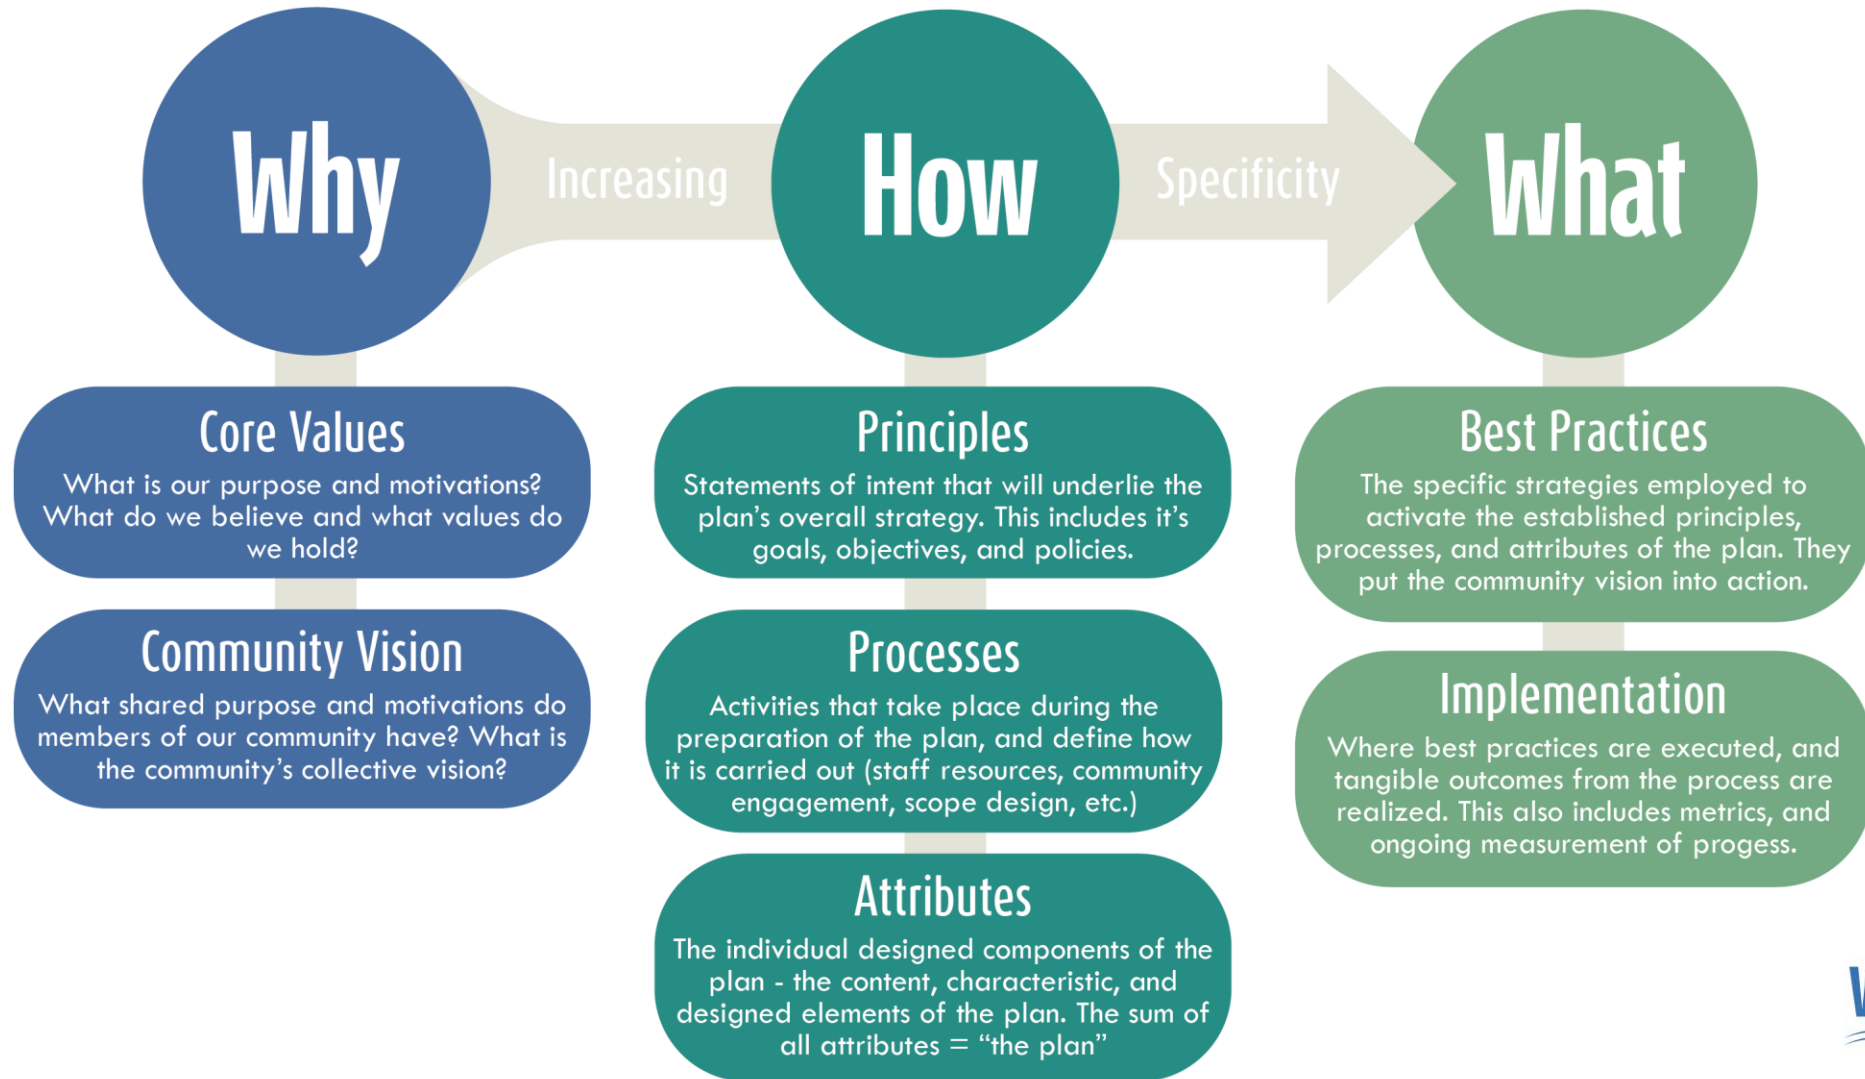 Why
Increasing
How
Specificity
What
Core Values
What is our purpose and motivations?
What do we believe and what values do
we hold?
Community Vision
What shared purpose and motivations do
members of our community have? What is
the community's collective vision?
Principles
Statements of intent that will underlie the
plan's overall strategy. This includes it's
goals, objectives, and policies.
Processes
Activities that take place during the
preparation of the plan, and define how
it is carried out (staff resources, community
engagement, scope design, etc.)
Attributes
The individual designed components of the
plan - the content, characteristic, and
designed elements of the plan. The sum of
all attributes = “the plan”
Best Practices
The specific strategies employed to
activate the established principles,
processes, and attributes of the plan. They
put the community vision into action.
Implementation
Where best practices are executed, and
tangible outcomes from the process are
realized. This also includes metrics, and
ongoing measurement of progess.